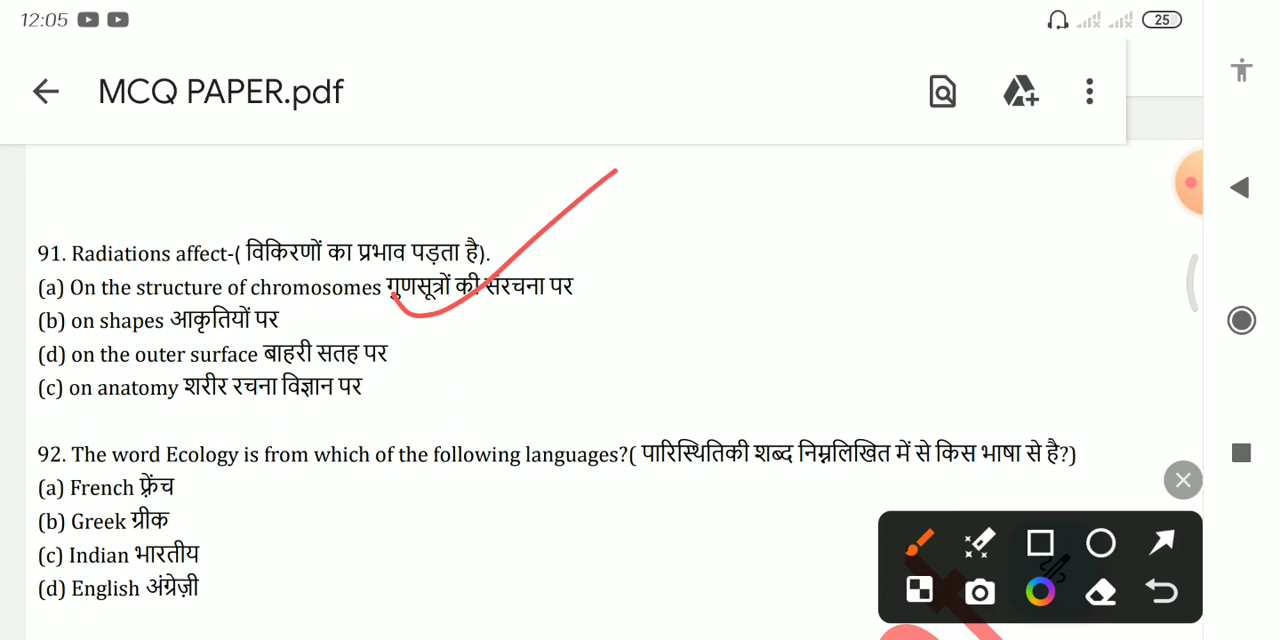 12:05
25
MCQ PAPER.pdf
91. Radiations affect-( विकिरणों का प्रभाव पड़ता है).
(a) On the structure of chromosomes गुणसूत्रों की संरचना पर
(b) on shapes आकृतियों पर
(d) on the outer surface बाहरी सतह पर
(c) on anatomy शरीर रचना विज्ञान पर
92. The word Ecology is from which of the following languages?( पारिस्थितिकी शब्द निम्नलिखित में से किस भाषा से है?)
(a) French फ़्रेंच
(b) Greek ग्रीक
(c) Indian भारतीय
(d) English अंग्रेज़ी